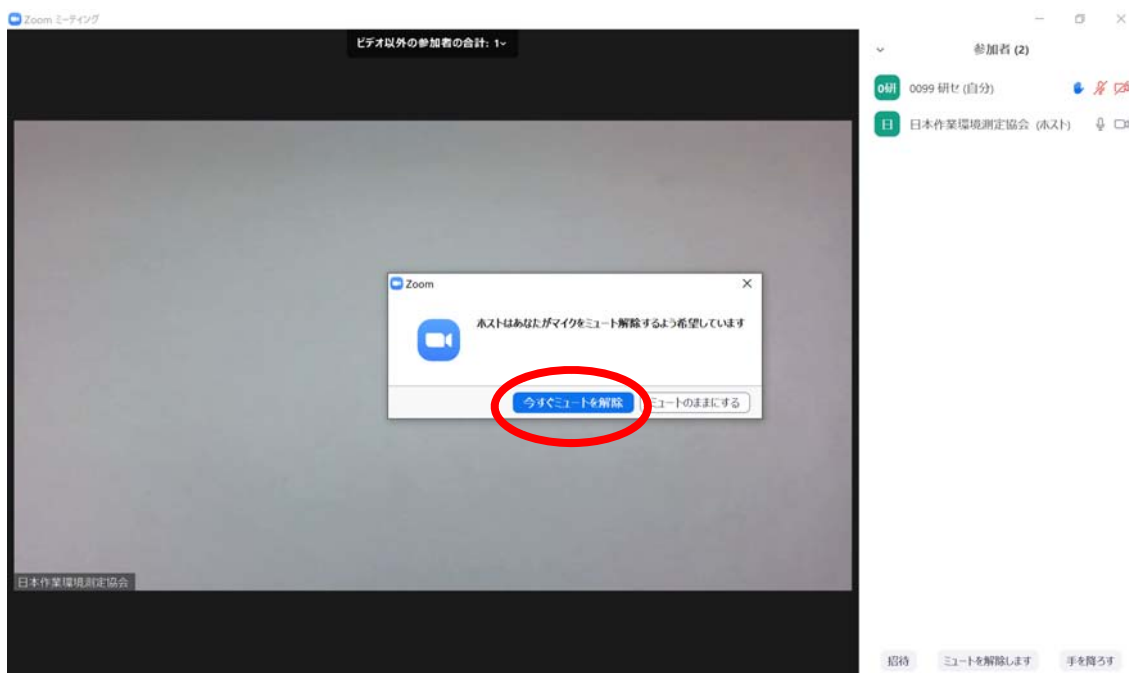 Zoom ミーティング
ビデオ以外の参加者の合計: 1
参加者 (2)
0研 0099 研セ (自分)
日 日本作業環境測定協会 (ホスト)
Zoom
ホストはあなたがマイクをミュート解除するよう希望しています
今すぐミュートを解除 ミュートのままにする
日本作業環境測定協会
招待 ミュートを解除します 手を降ろす